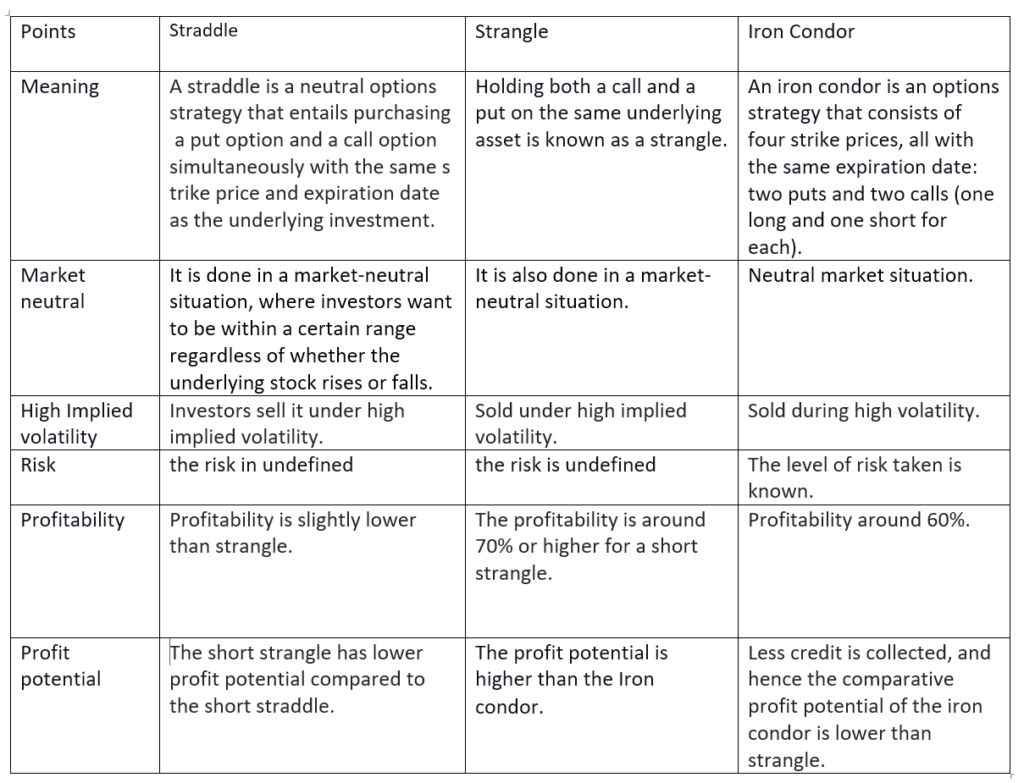 Points
Straddle
Strangle
Iron Condor
Meaning
A straddle is a neutral options
strategy that entails purchasing
a put option and a call option
simultaneously with the same s
trike price and expiration date
as the underlying investment.
Holding both a call and a
put on the same underlying
asset is known as a strangle.
An iron condor is an options
strategy that consists of
four strike prices, all with
the same expiration date:
two puts and two calls (one
long and one short for
each).
Market
neutral
It is done in a market-neutral
situation, where investors want
to be within a certain range
regardless of whether the
underlying stock rises or falls.
It is also done in a market-
neutral situation.
Neutral market situation.
High Implied
volatility
Investors sell it under high
implied volatility.
Sold under high implied
volatility.
Sold during high volatility.
Risk
the risk in undefined
the risk is undefined
The level of risk taken is
known.
Profitability
Profitability is slightly lower
than strangle.
The profitability is around
70% or higher for a short
strangle.
Profitability around 60%.
Profit
potential
The short strangle has lower
profit potential compared to
the short straddle.
The profit potential is
higher than the Iron
condor.
Less credit is collected, and
hence the comparative
profit potential of the iron
condor is lower than
strangle.